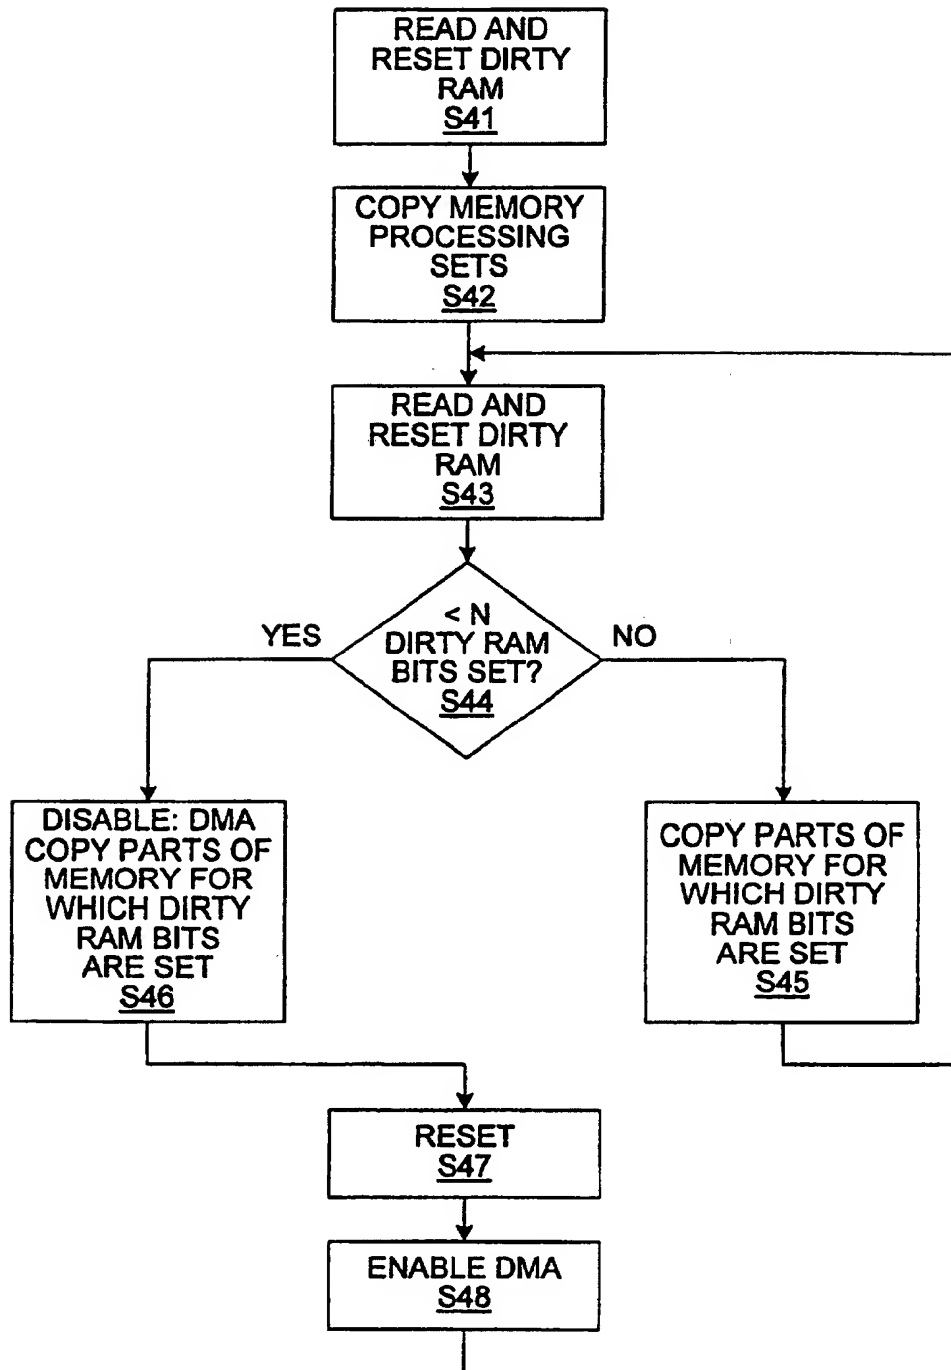 READ AND
RESET DIRTY
RAM
S41
COPY MEMORY
PROCESSING
SETS
S42
READ AND
RESET DIRTY
RAM
S43
< N
DIRTY RAM
BITS SET?
S44
YES
NO
DISABLE: DMA
COPY PARTS OF
MEMORY FOR
WHICH DIRTY
RAM BITS
ARE SET
S46
COPY PARTS OF
MEMORY FOR
WHICH DIRTY
RAM BITS
ARE SET
S45
RESET
S47
ENABLE DMA
S48